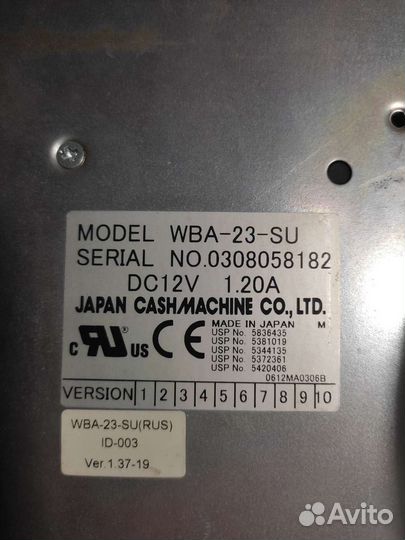 MODEL WBA-23-SU
SERIAL NO.0308058182
DC12V 1.20A
JAPAN CASHMACHINE CO., LTD.
MADE IN JAPAN M
c RU us CE
USP No. 5836435
USP No. 5381019
USP No. 5344135
USP No. 5372361
USP No. 5420406
0612MA0306B
VERSION 1 2 3 4 5 6 7 8 9 10
WBA-23-SU(RUS)
ID-003
Ver.1.37-19
Avito